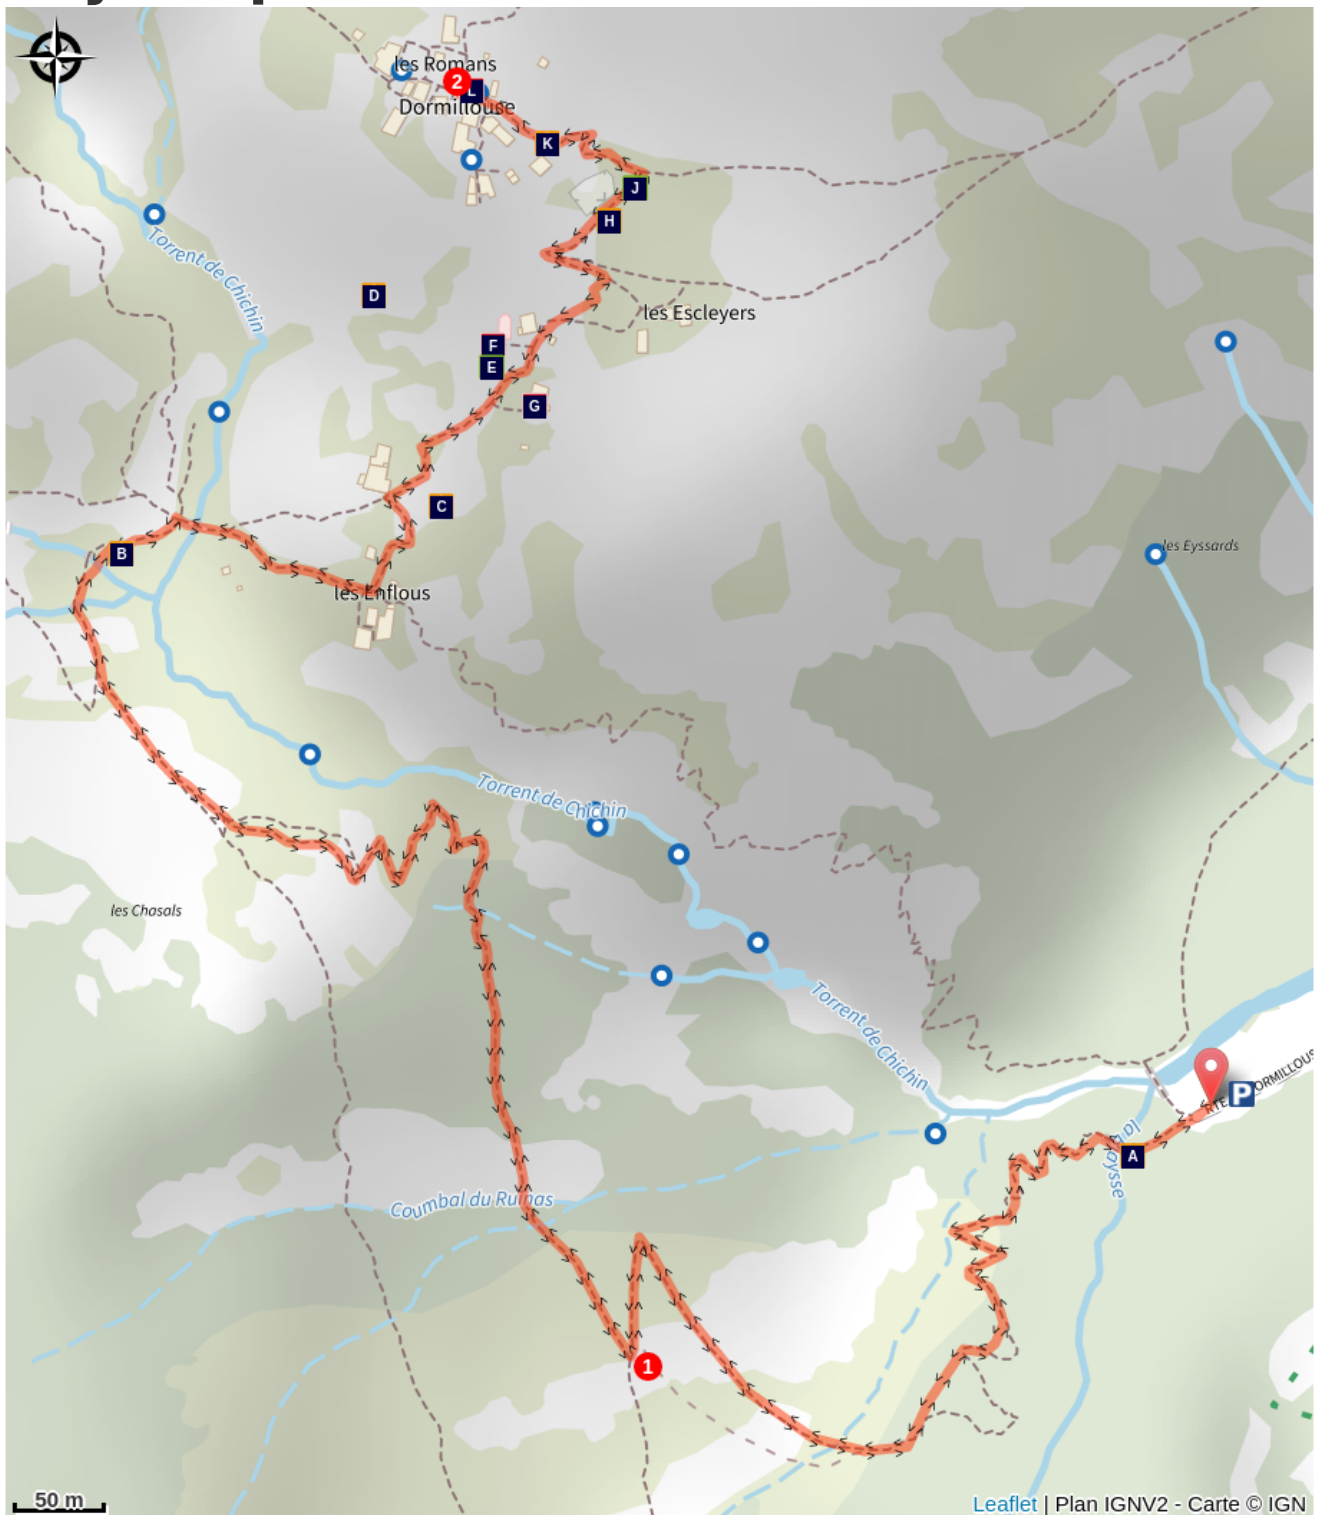 les Romans
2
L
Dormillouse
K
J
H
Torrent de Chichin
D
les Escleyers
F
E
G
C
les Eyssards
B
les Enflous
Torrent de Chichin
les Chasals
Torrent de Chichin
P
A
Coumbal du Ruinas
1
50 m
Leaflet | Plan IGNV2 - Carte © IGN